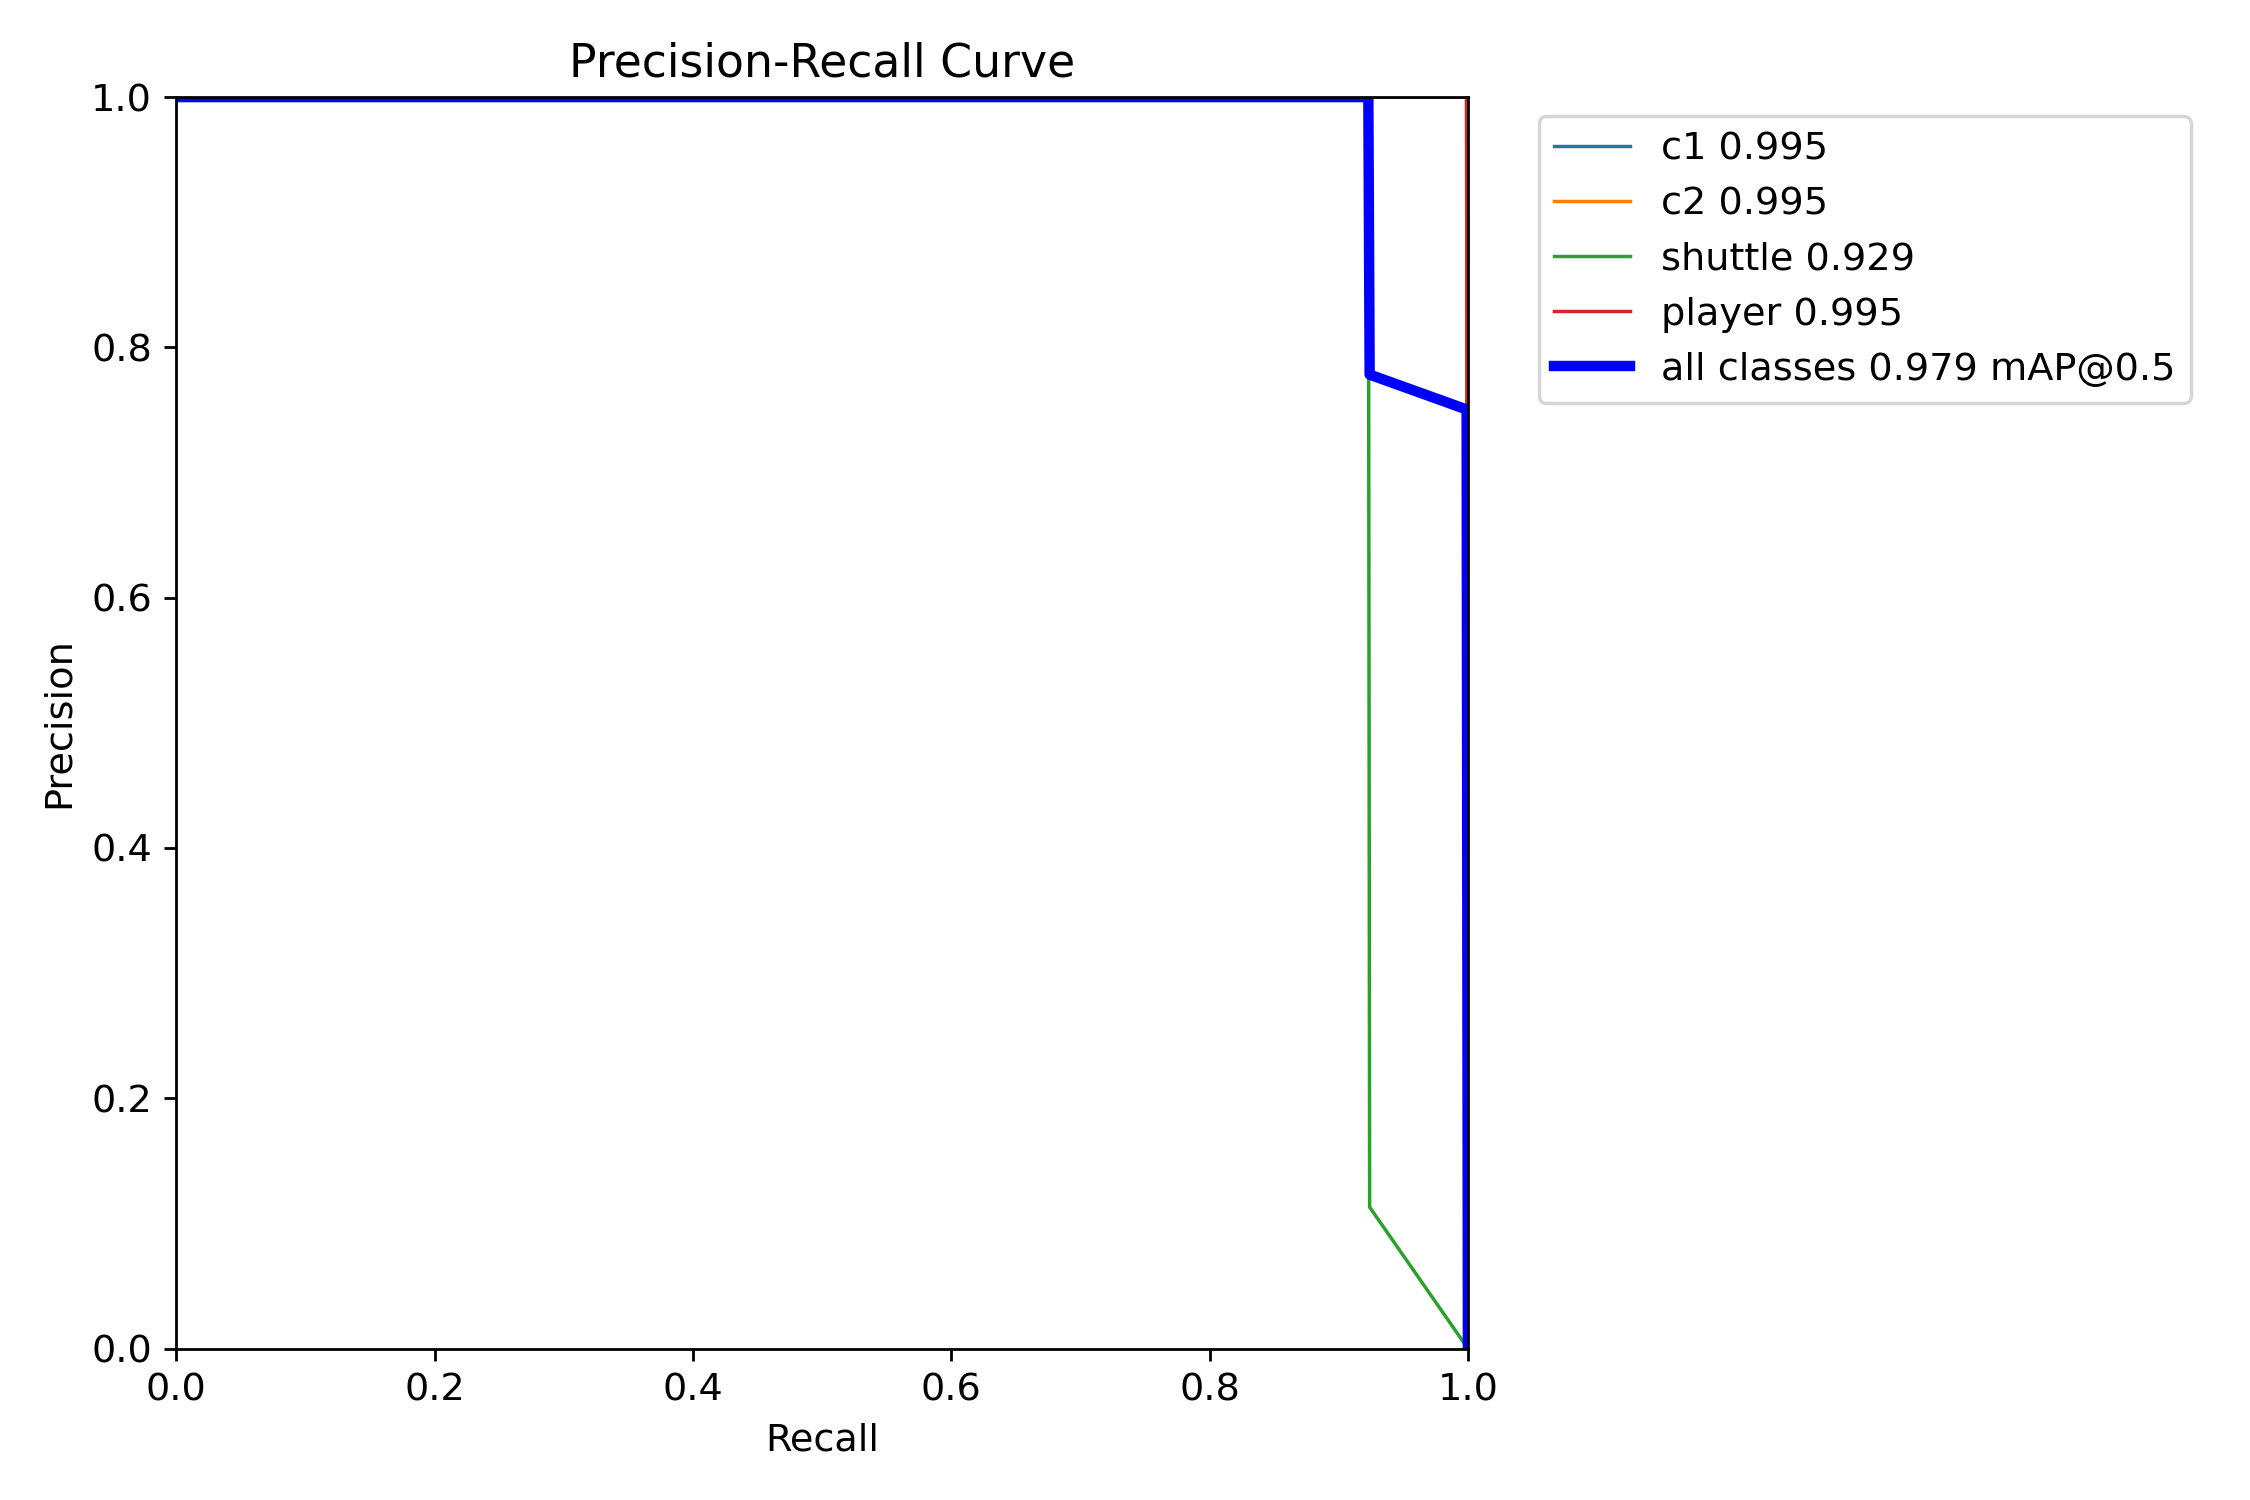 Precision-Recall Curve
1.0
0.8
0.6
0.4
0.2
0.0
Precision
0.0 0.2 0.4 0.6 0.8 1.0
Recall
c1 0.995
c2 0.995
shuttle 0.929
player 0.995
all classes 0.979 mAP@0.5